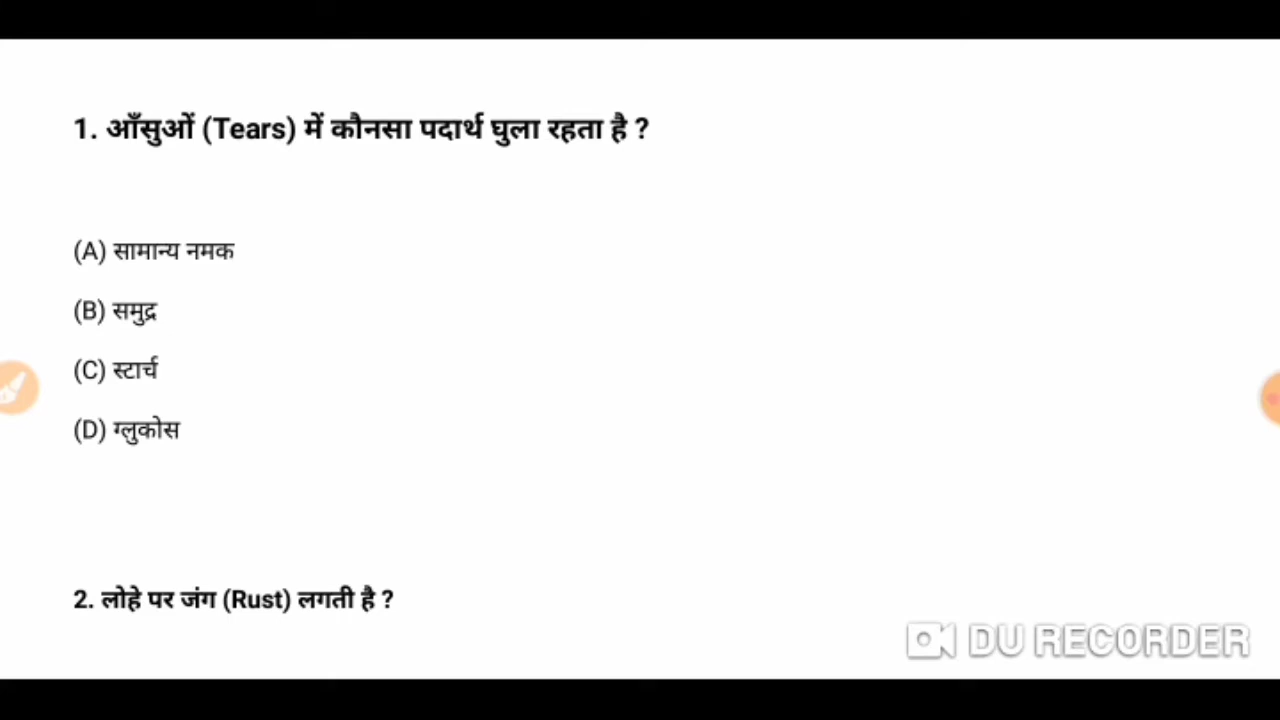 1. आँसुओं (Tears) में कौनसा पदार्थ घुला रहता है ?
(A) सामान्य नमक
(B) समुद्र
(C) स्टार्च
(D) ग्लुकोस
2. लोहे पर जंग (Rust) लगती है ?
DU RECORDER